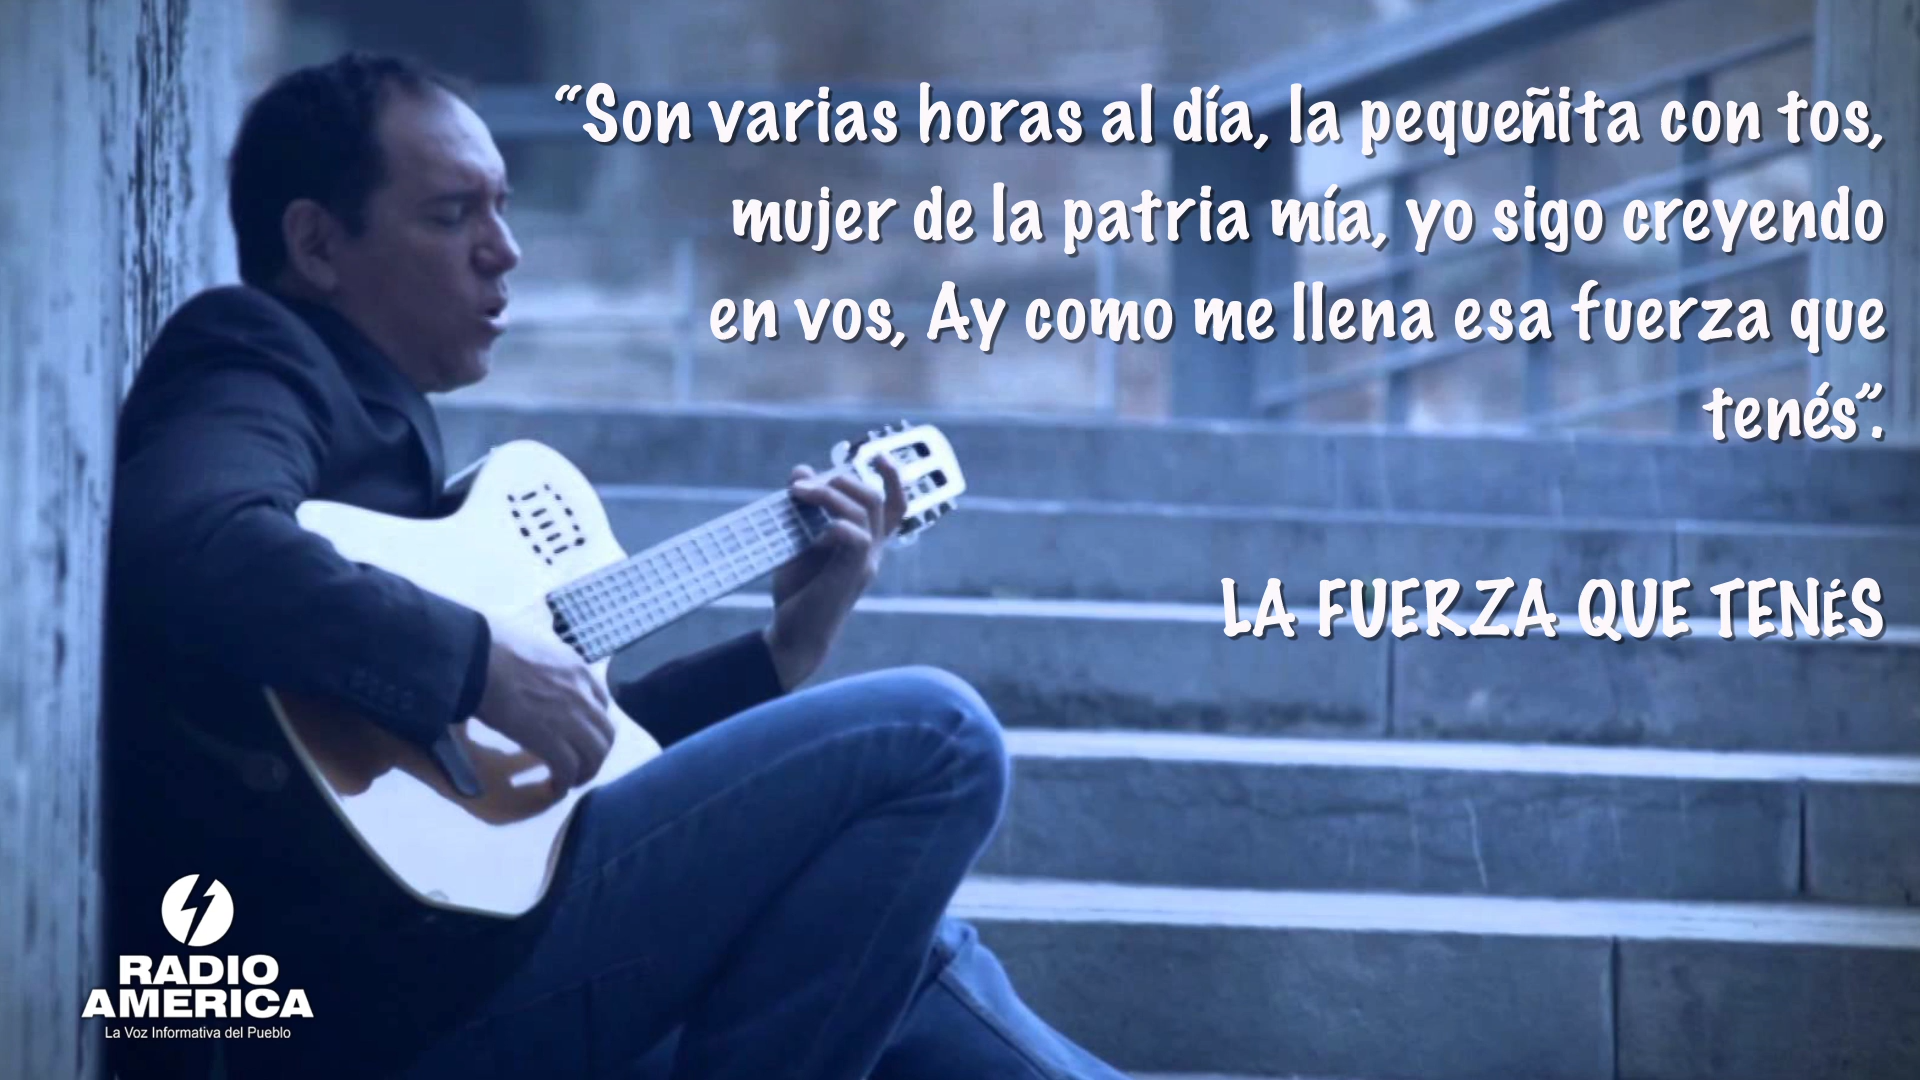 “Son varias horas al día, la pequeñita con tos,
mujer de la patria mía, yo sigo creyendo
en vos, Ay como me llena esa fuerza que
tenés”.
LA FUERZA QUE TENÉS
RADIO
AMERICA
La Voz Informativa del Pueblo